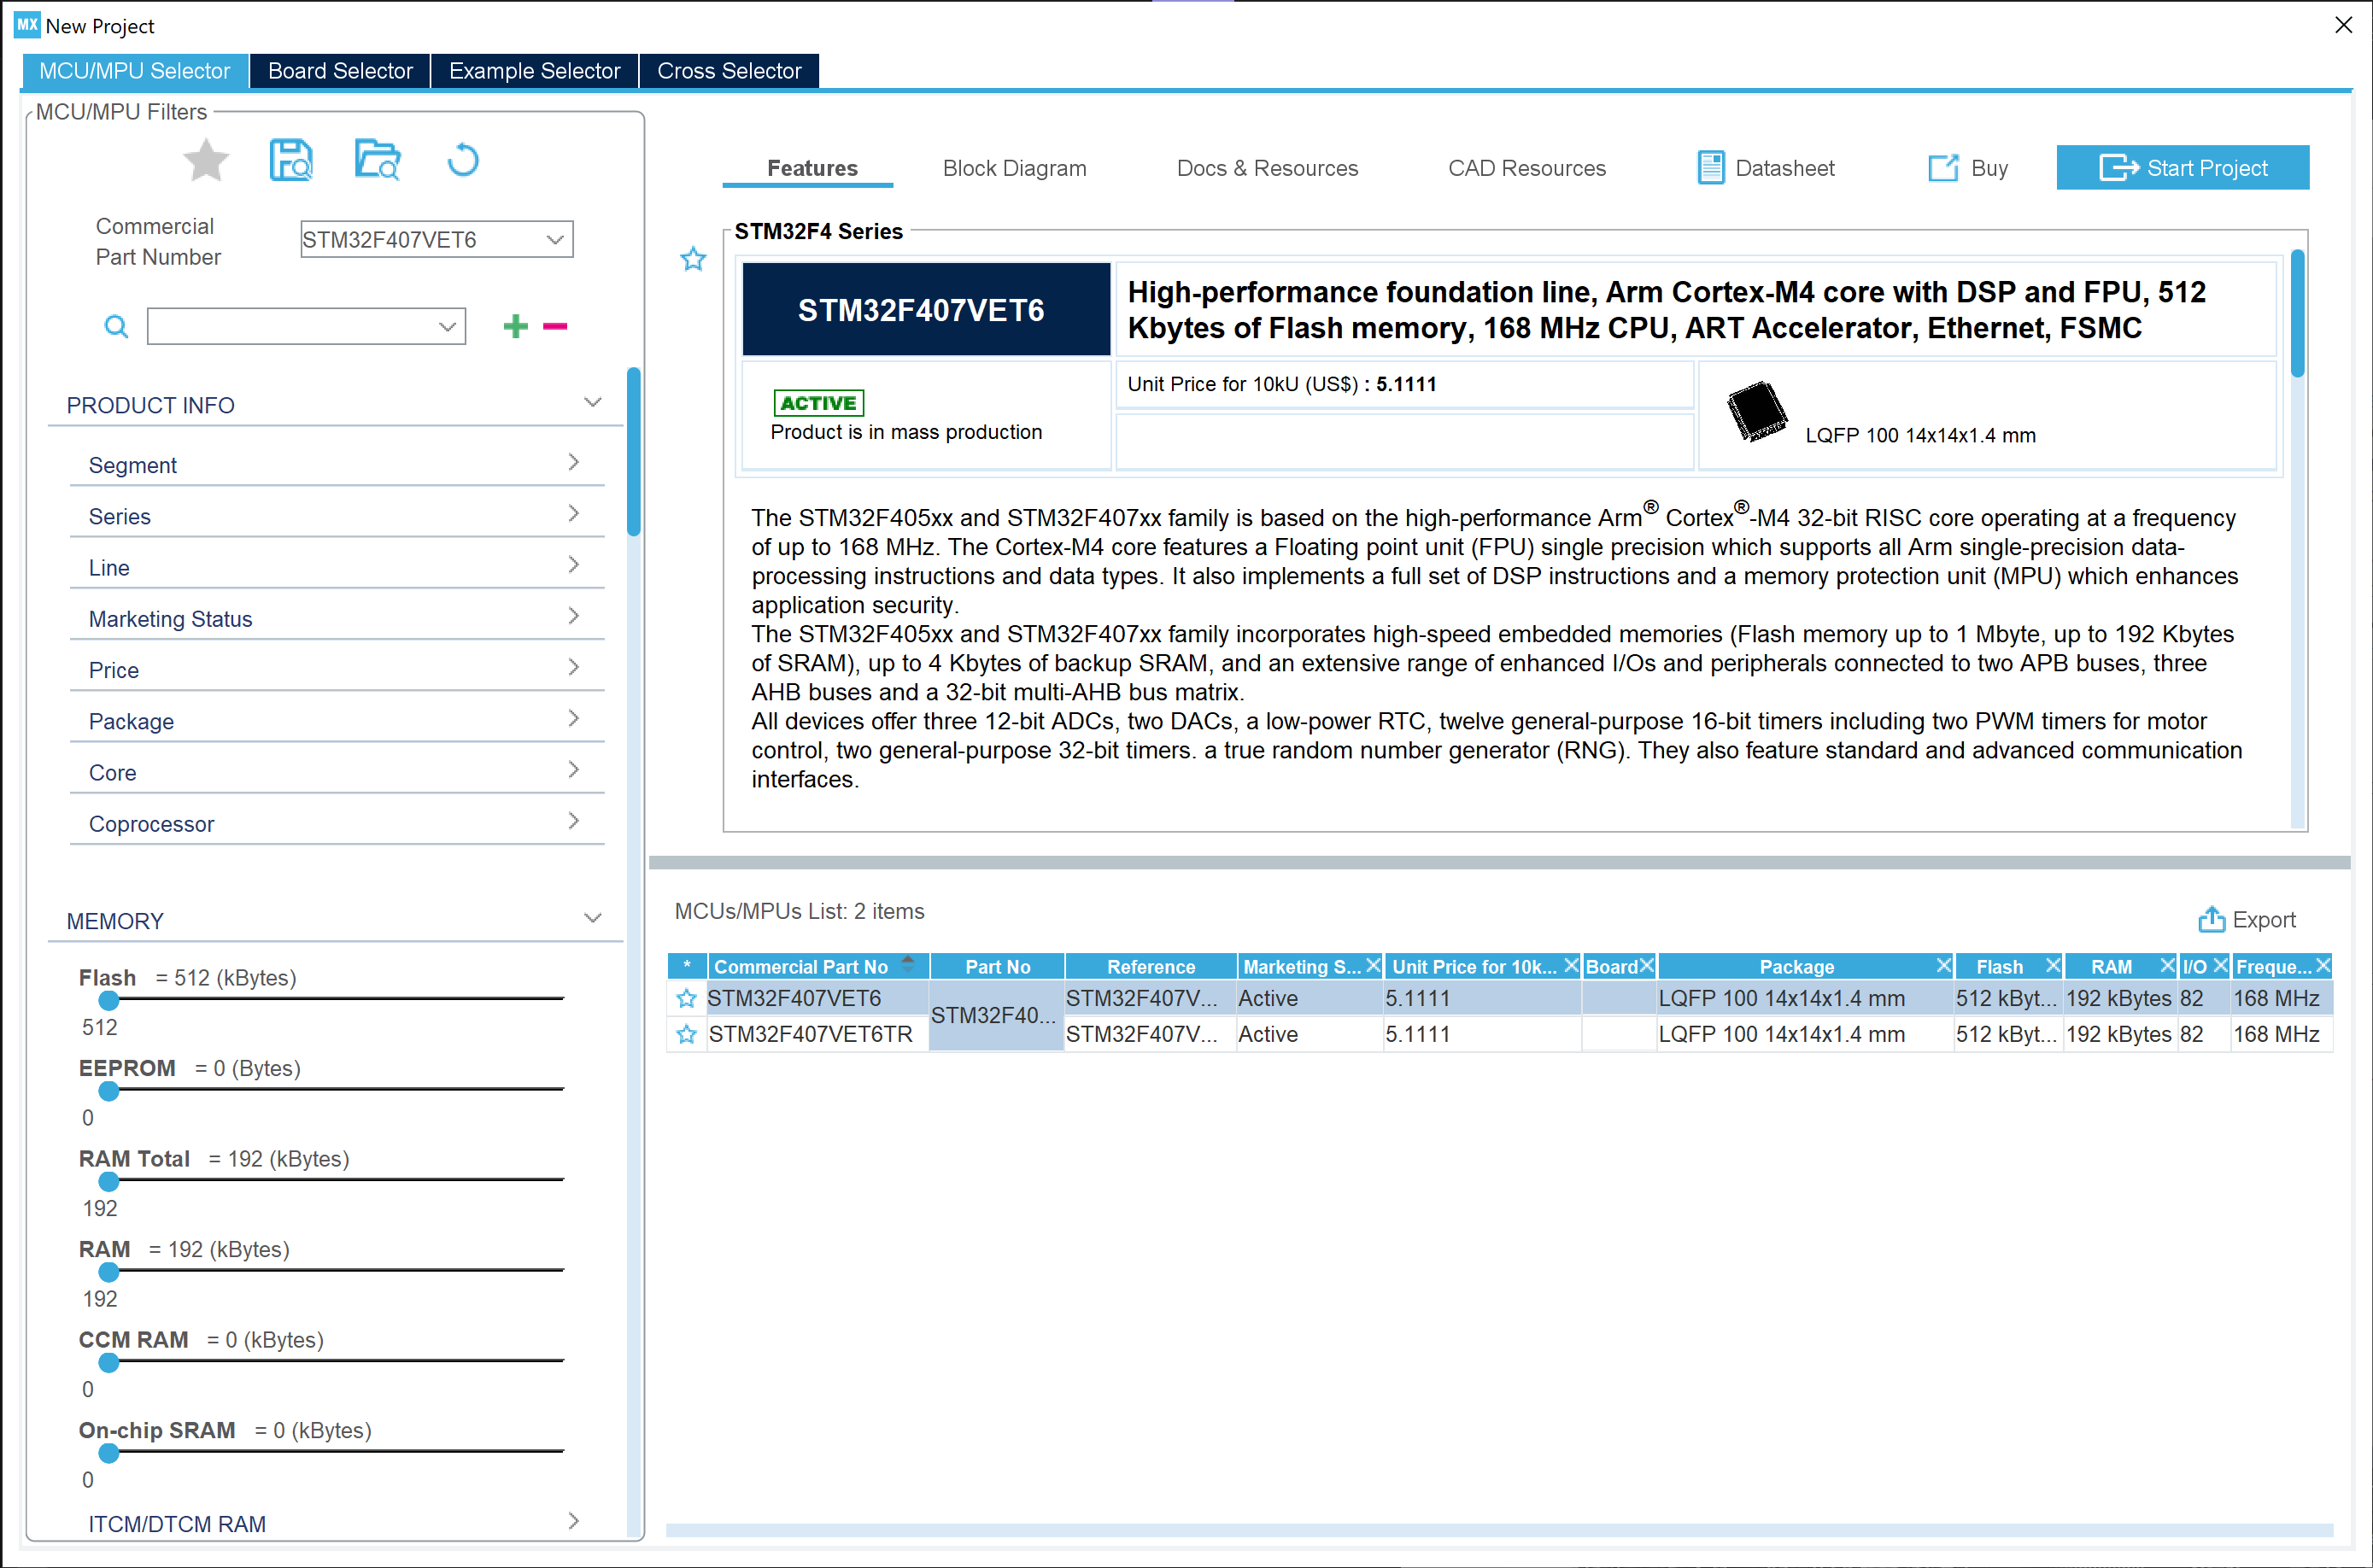 MX New Project
MCU/MPU Selector
Board Selector
Example Selector
Cross Selector
MCU/MPU Filters
Commercial
Part Number
STM32F407VET6
PRODUCT INFO
Segment
Series
Line
Marketing Status
Price
Package
Core
Coprocessor
MEMORY
Flash = 512 (kBytes)
512
EEPROM = 0 (Bytes)
0
RAM Total = 192 (kBytes)
192
RAM = 192 (kBytes)
192
CCM RAM = 0 (kBytes)
0
On-chip SRAM = 0 (kBytes)
0
ITCM/DTCM RAM
Features
Block Diagram
Docs & Resources
CAD Resources
Datasheet
Buy
Start Project
STM32F4 Series
STM32F407VET6
High-performance foundation line, Arm Cortex-M4 core with DSP and FPU, 512
Kbytes of Flash memory, 168 MHz CPU, ART Accelerator, Ethernet, FSMC
ACTIVE
Product is in mass production
Unit Price for 10kU (US$) : 5.1111
LQFP 100 14x14x1.4 mm
The STM32F405xx and STM32F407xx family is based on the high-performance Arm® Cortex®-M4 32-bit RISC core operating at a frequency
of up to 168 MHz. The Cortex-M4 core features a Floating point unit (FPU) single precision which supports all Arm single-precision data-
processing instructions and data types. It also implements a full set of DSP instructions and a memory protection unit (MPU) which enhances
application security.
The STM32F405xx and STM32F407xx family incorporates high-speed embedded memories (Flash memory up to 1 Mbyte, up to 192 Kbytes
of SRAM), up to 4 Kbytes of backup SRAM, and an extensive range of enhanced I/Os and peripherals connected to two APB buses, three
AHB buses and a 32-bit multi-AHB bus matrix.
All devices offer three 12-bit ADCs, two DACs, a low-power RTC, twelve general-purpose 16-bit timers including two PWM timers for motor
control, two general-purpose 32-bit timers. a true random number generator (RNG). They also feature standard and advanced communication
interfaces.
MCUs/MPUs List: 2 items
Export
* Commercial Part No Part No Reference Marketing S... Unit Price for 10k... Board Package Flash RAM I/O Freque...
STM32F407VET6 STM32F40... STM32F407V... Active 5.1111 LQFP 100 14x14x1.4 mm 512 kByt... 192 kBytes 82 168 MHz
STM32F407VET6TR STM32F407V... Active 5.1111 LQFP 100 14x14x1.4 mm 512 kByt... 192 kBytes 82 168 MHz